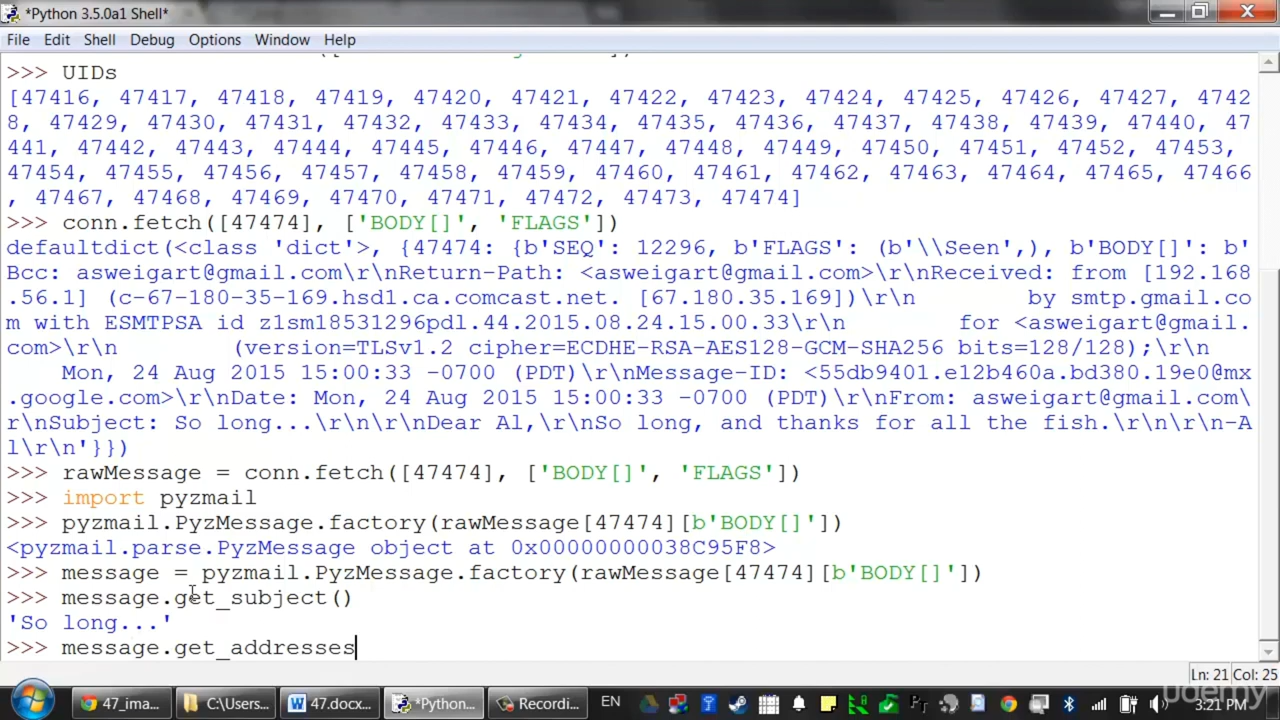 *Python 3.5.0a1 Shell*
File Edit Shell Debug Options Window Help
>>> UIDs
[47416, 47417, 47418, 47419, 47420, 47421, 47422, 47423, 47424, 47425, 47426, 47427, 4742
8, 47429, 47430, 47431, 47432, 47433, 47434, 47435, 47436, 47437, 47438, 47439, 47440, 47
441, 47442, 47443, 47444, 47445, 47446, 47447, 47448, 47449, 47450, 47451, 47452, 47453,
47454, 47455, 47456, 47457, 47458, 47459, 47460, 47461, 47462, 47463, 47464, 47465, 47466
, 47467, 47468, 47469, 47470, 47471, 47472, 47473, 47474]
>>> conn.fetch([47474], ['BODY[]', 'FLAGS'])
defaultdict(<class 'dict'>, {47474: {b'SEQ': 12296, b'FLAGS': (b'\\Seen',), b'BODY[]': b'
Bcc: asweigart@gmail.com\r\nReturn-Path: <asweigart@gmail.com>\r\nReceived: from [192.168
.56.1] (c-67-180-35-169.hsd1.ca.comcast.net. [67.180.35.169])\r\n by smtp.gmail.co
m with ESMTPSA id z1sm18531296pdl.44.2015.08.24.15.00.33\r\n for <asweigart@gmail.
com>\r\n (version=TLSv1.2 cipher=ECDHE-RSA-AES128-GCM-SHA256 bits=128/128);\r\n
Mon, 24 Aug 2015 15:00:33 -0700 (PDT)\r\nMessage-ID: <55db9401.e12b460a.bd380.19e0@mx
.google.com>\r\nDate: Mon, 24 Aug 2015 15:00:33 -0700 (PDT)\r\nFrom: asweigart@gmail.com\
r\nSubject: So long...\r\n\r\nDear Al,\r\nSo long, and thanks for all the fish.\r\n\r\n-A
l\r\n'}})
>>> rawMessage = conn.fetch([47474], ['BODY[]', 'FLAGS'])
>>> import pyzmail
>>> pyzmail.PyzMessage.factory(rawMessage[47474][b'BODY[]'])
<pyzmail.parse.PyzMessage object at 0x00000000038C95F8>
>>> message = pyzmail.PyzMessage.factory(rawMessage[47474][b'BODY[]'])
>>> message.get_subject()
'So long...'
>>> message.get_addresses
Ln: 21 Col: 25
47_ima... C:\Users... 47.docx... *Python... Recordi... EN 3:21 PM
udemy